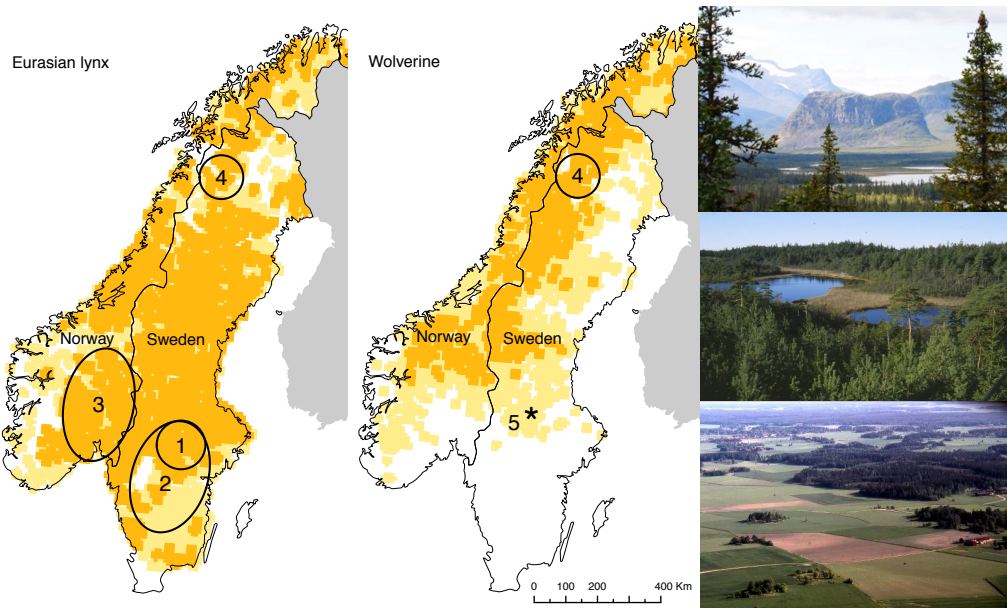 Eurasian lynx
4
Norway
Sweden
3
1
2
Wolverine
4
Norway
Sweden
5*
0 100 200 400 Km